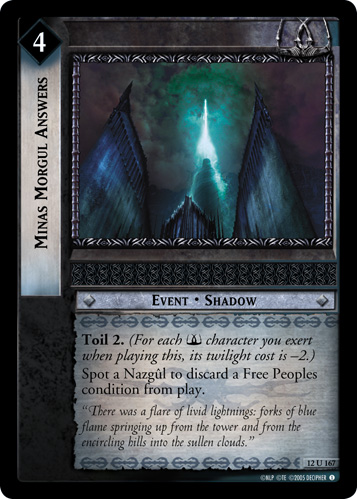 4
MINAS MORGUL ANSWERS
EVENT • SHADOW
Toil 2. (For each character you exert
when playing this, its twilight cost is –2.)
Spot a Nazgûl to discard a Free Peoples
condition from play.
“There was a flare of livid lightnings: forks of blue
flame springing up from the tower and from the
encircling hills into the sullen clouds.”
12 U 167
©NLP ©TE ©2005 DECIPHER